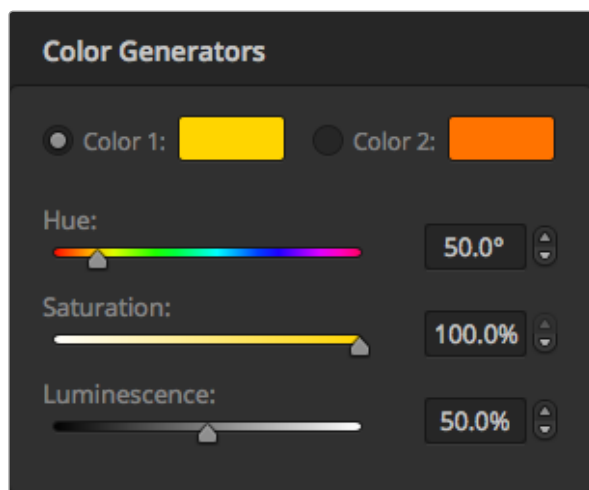 Color Generators
Color 1: Color 2:
Hue:
50.0°
Saturation:
100.0%
Luminescence:
50.0%